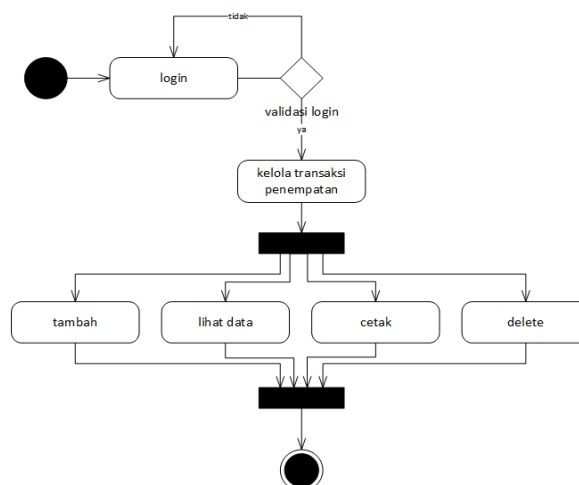 tidak
login
validasi login
ya
kelola transaksi
penempatan
tambah
lihat data
cetak
delete